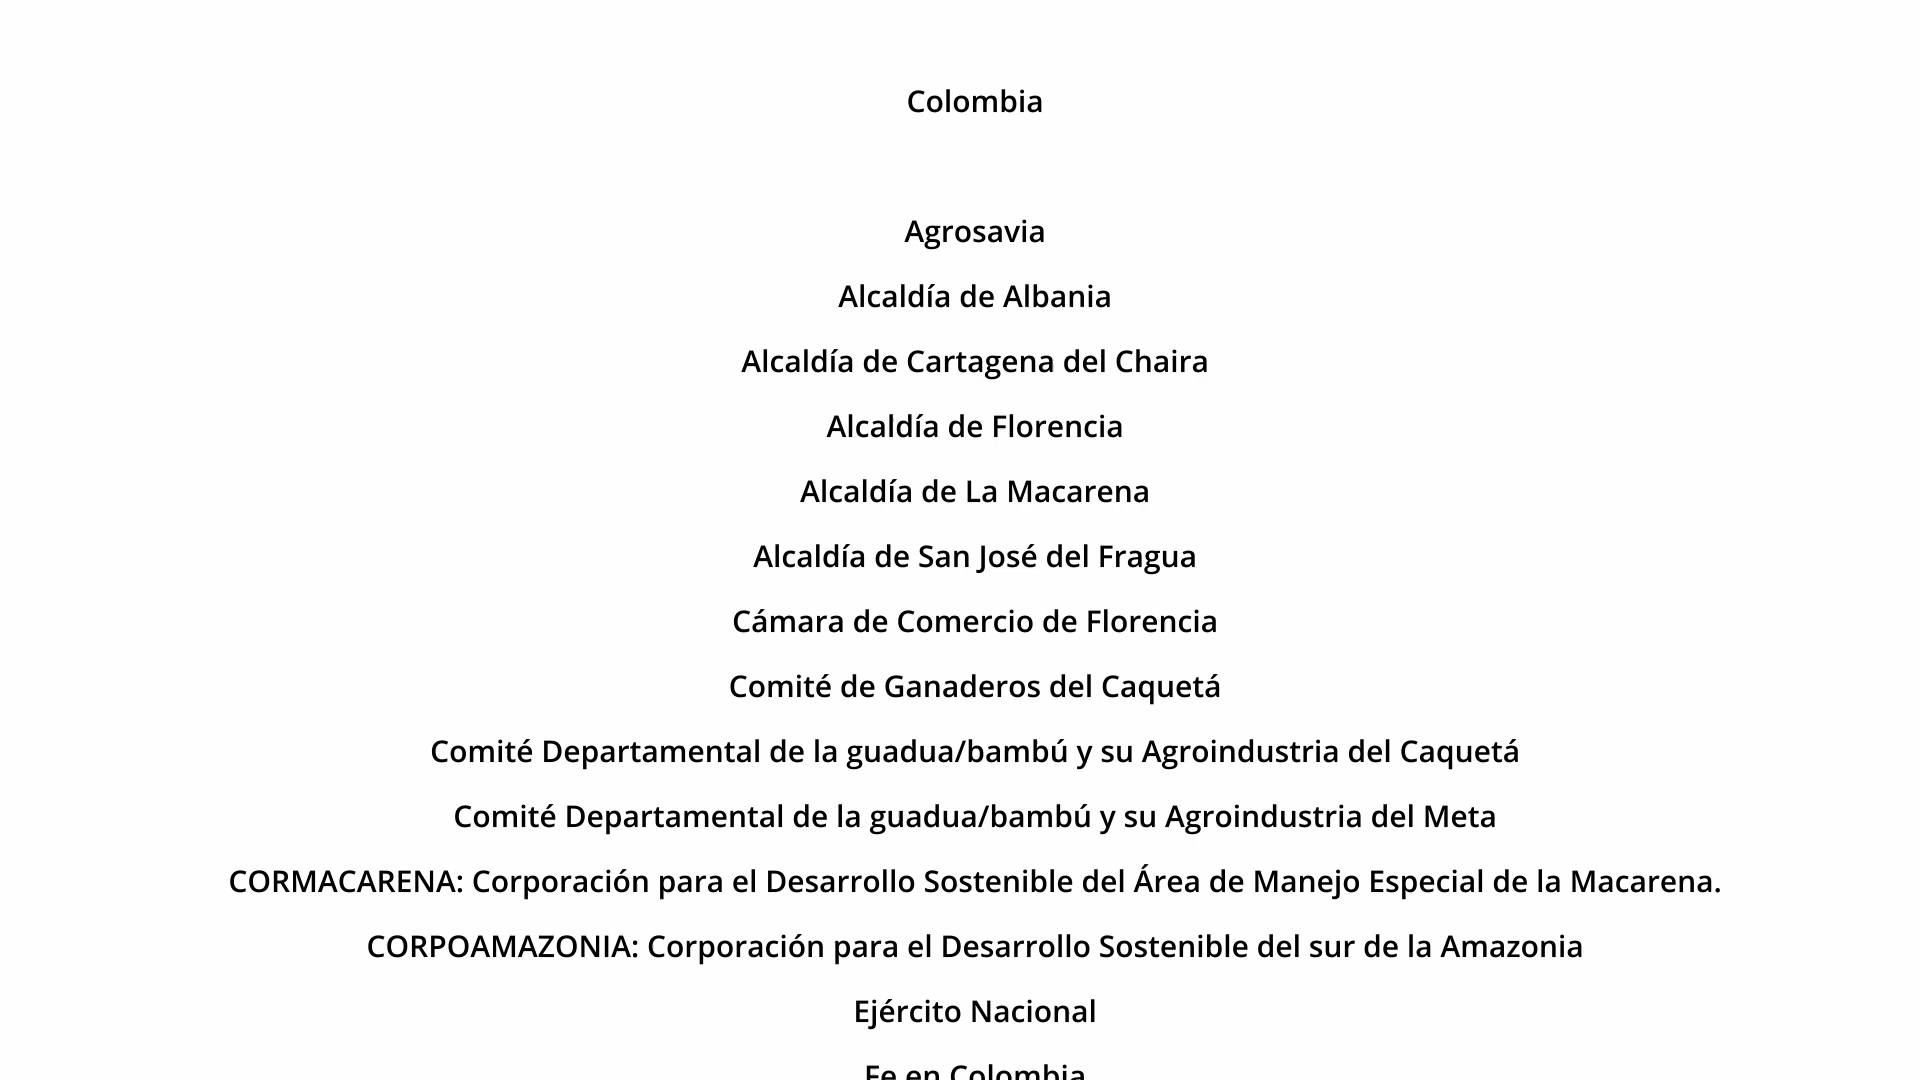 Colombia
Agrosavia
Alcaldía de Albania
Alcaldía de Cartagena del Chaira
Alcaldía de Florencia
Alcaldía de La Macarena
Alcaldía de San José del Fragua
Cámara de Comercio de Florencia
Comité de Ganaderos del Caquetá
Comité Departamental de la guadua/bambú y su Agroindustria del Caquetá
Comité Departamental de la guadua/bambú y su Agroindustria del Meta
CORMACARENA: Corporación para el Desarrollo Sostenible del Área de Manejo Especial de la Macarena.
CORPOAMAZONIA: Corporación para el Desarrollo Sostenible del sur de la Amazonia
Ejército Nacional
Fe en Colombia